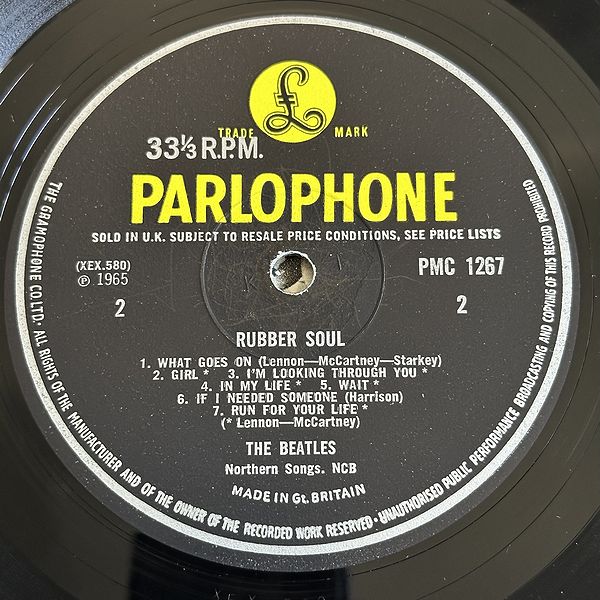 £
TRADE MARK
33⅓ R.P.M.
PARLOPHONE
SOLD IN U.K. SUBJECT TO RESALE PRICE CONDITIONS, SEE PRICE LISTS
(XEX.580) PMC 1267
℗ 1965
2 2
RUBBER SOUL
1. WHAT GOES ON (Lennon—McCartney—Starkey)
2. GIRL * 3. I'M LOOKING THROUGH YOU *
4. IN MY LIFE * 5. WAIT *
6. IF I NEEDED SOMEONE (Harrison)
7. RUN FOR YOUR LIFE *
(* Lennon—McCartney)
THE BEATLES
Northern Songs. NCB
MADE IN Gt. BRITAIN
THE GRAMOPHONE CO. LTD. · ALL RIGHTS OF THE MANUFACTURER AND OF THE OWNER OF THE RECORDED WORK RESERVED · UNAUTHORISED PUBLIC PERFORMANCE BROADCASTING AND COPYING OF THIS RECORD PROHIBITED